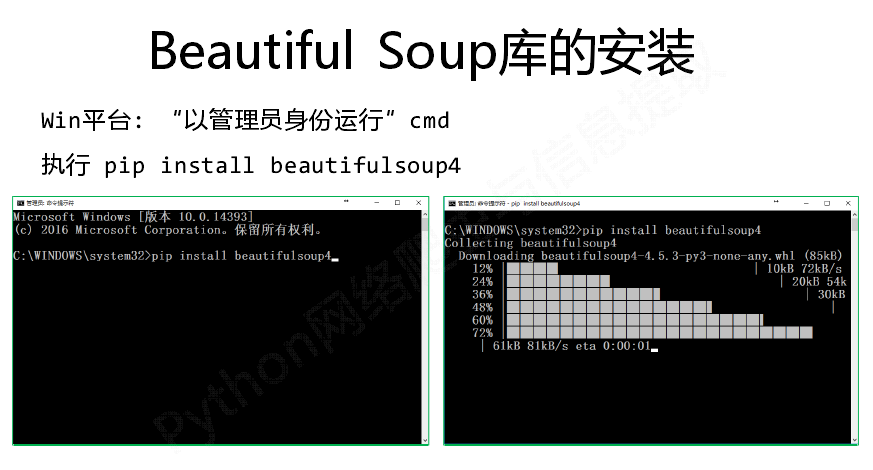 Beautiful Soup库的安装
Win平台: “以管理员身份运行”cmd
执行 pip install beautifulsoup4
管理员: 命令提示符
Microsoft Windows [版本 10.0.14393]
(c) 2016 Microsoft Corporation。保留所有权利。
C:\WINDOWS\system32>pip install beautifulsoup4
管理员: 命令提示符 - pip install beautifulsoup4
C:\WINDOWS\system32>pip install beautifulsoup4
Collecting beautifulsoup4
Downloading beautifulsoup4-4.5.3-py3-none-any.whl (85kB)
12% | | 10kB 72kB/s
24% | | 20kB 54k
36% | | 30kB
48% | |
60% |
72% |
| 61kB 81kB/s eta 0:00:01